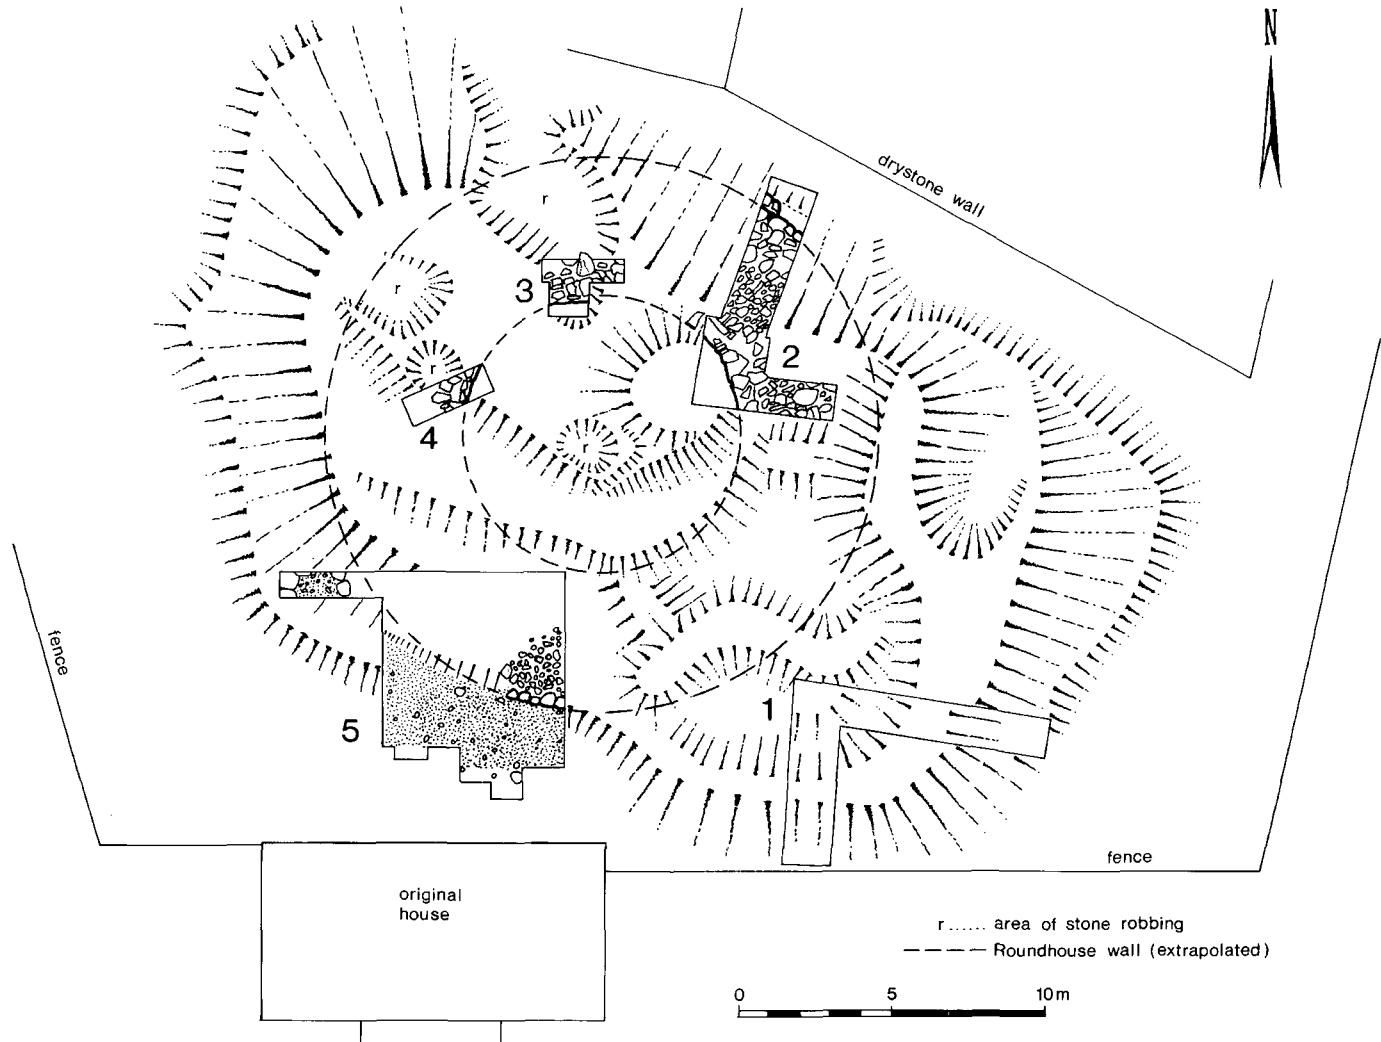 N
drystone wall
r
3
r
2
r
4
r
fence
1
5
fence
original
house
r ...... area of stone robbing
Roundhouse wall (extrapolated)
0 5 10m